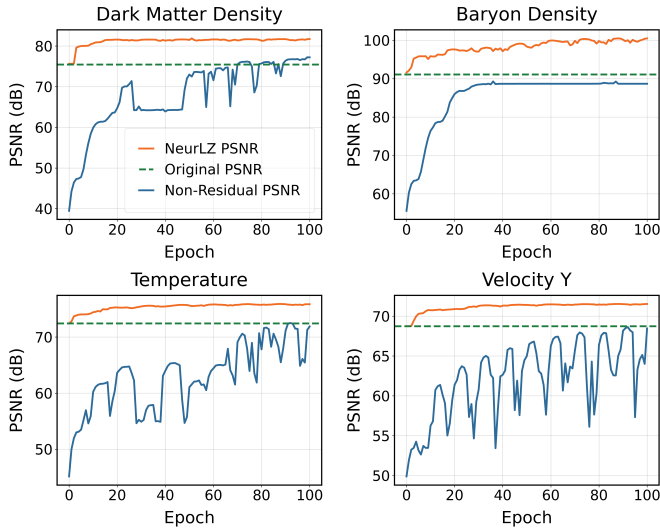 Dark Matter Density
PSNR (dB)
80
70
60
50
40
0 20 40 60 80 100
Epoch
NeurLZ PSNR
Original PSNR
Non-Residual PSNR
Baryon Density
PSNR (dB)
100
90
80
70
60
0 20 40 60 80 100
Epoch
Temperature
PSNR (dB)
70
60
50
0 20 40 60 80 100
Epoch
Velocity Y
PSNR (dB)
70
65
60
55
50
0 20 40 60 80 100
Epoch